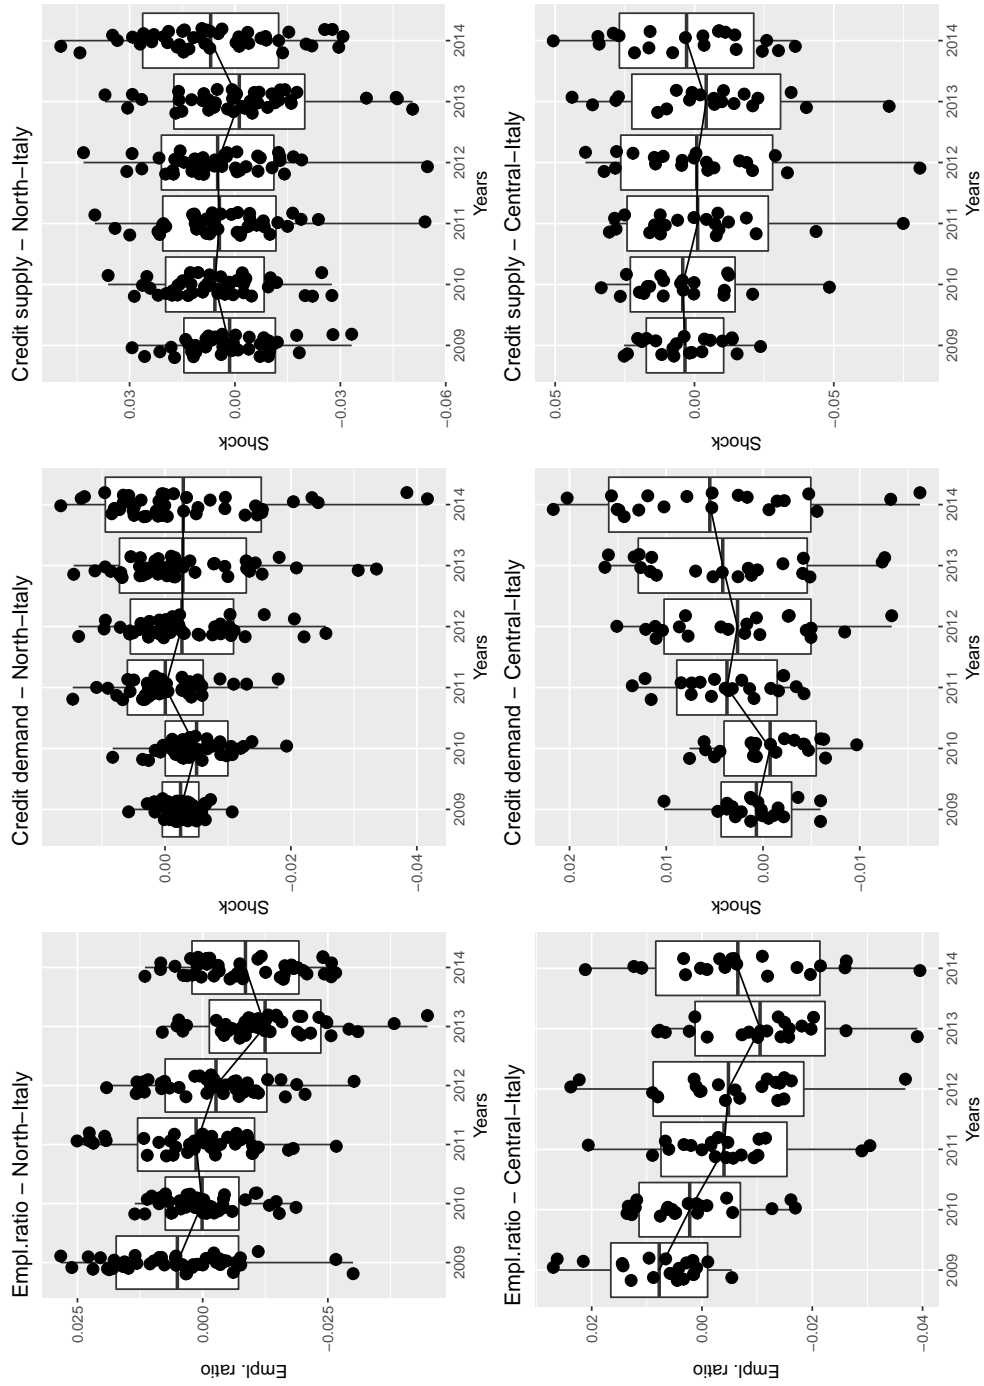 Empl.ratio – North–Italy
Empl. ratio
0.025
0.000
−0.025
2009 2010 2011 2012 2013 2014
Years
Credit demand – North–Italy
Shock
0.00
−0.02
−0.04
2009 2010 2011 2012 2013 2014
Years
Credit supply – North–Italy
Shock
0.03
0.00
−0.03
−0.06
2009 2010 2011 2012 2013 2014
Years
Empl.ratio – Central–Italy
Empl. ratio
0.02
0.00
−0.02
−0.04
2009 2010 2011 2012 2013 2014
Years
Credit demand – Central–Italy
Shock
0.02
0.01
0.00
−0.01
2009 2010 2011 2012 2013 2014
Years
Credit supply – Central–Italy
Shock
0.05
0.00
−0.05
2009 2010 2011 2012 2013 2014
Years